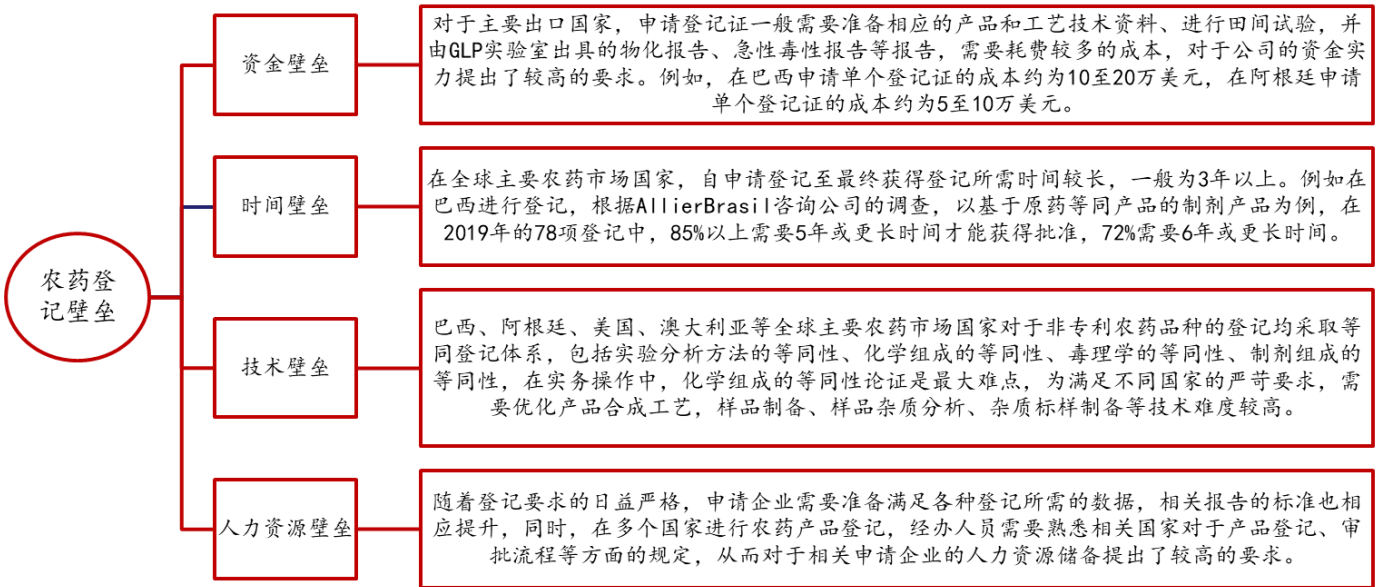 农药登
记壁垒
资金壁垒
对于主要出口国家，申请登记证一般需要准备相应的产品和工艺技术资料、进行田间试验，并
由GLP实验室出具的物化报告、急性毒性报告等报告，需要耗费较多的成本，对于公司的资金实
力提出了较高的要求。例如，在巴西申请单个登记证的成本约为10至20万美元，在阿根廷申请
单个登记证的成本约为5至10万美元。
时间壁垒
在全球主要农药市场国家，自申请登记至最终获得登记所需时间较长，一般为3年以上。例如在
巴西进行登记，根据AllierBrasil咨询公司的调查，以基于原药等同产品的制剂产品为例，在
2019年的78项登记中，85%以上需要5年或更长时间才能获得批准，72%需要6年或更长时间。
技术壁垒
巴西、阿根廷、美国、澳大利亚等全球主要农药市场国家对于非专利农药品种的登记均采取等
同登记体系，包括实验分析方法的等同性、化学组成的等同性、毒理学的等同性、制剂组成的
等同性，在实务操作中，化学组成的等同性论证是最大难点，为满足不同国家的严苛要求，需
要优化产品合成工艺，样品制备、样品杂质分析、杂质标样制备等技术难度较高。
人力资源壁垒
随着登记要求的日益严格，申请企业需要准备满足各种登记所需的数据，相关报告的标准也相
应提升，同时，在多个国家进行农药产品登记，经办人员需要熟悉相关国家对于产品登记、审
批流程等方面的规定，从而对于相关申请企业的人力资源储备提出了较高的要求。